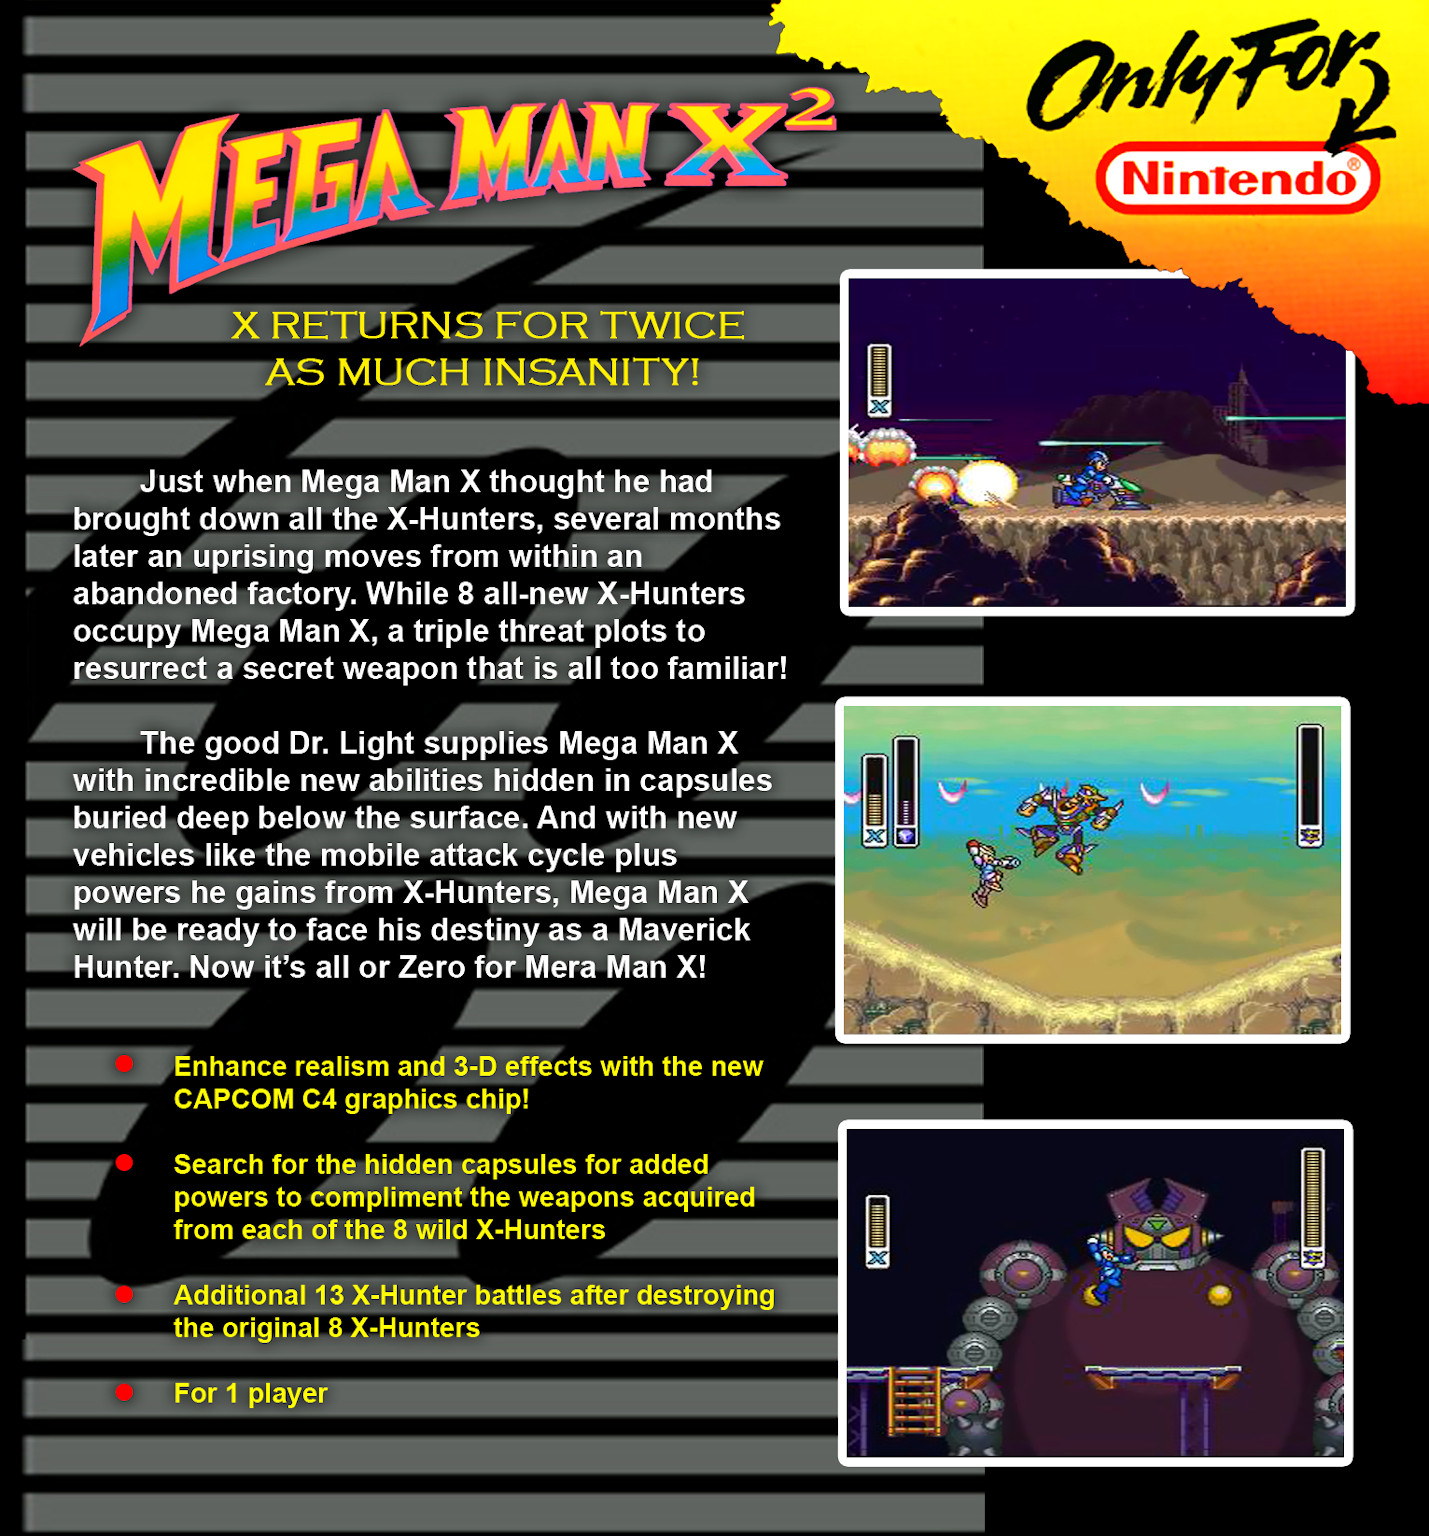 Only For
Nintendo®
MEGA MAN X2
X RETURNS FOR TWICE
AS MUCH INSANITY!
Just when Mega Man X thought he had
brought down all the X-Hunters, several months
later an uprising moves from within an
abandoned factory. While 8 all-new X-Hunters
occupy Mega Man X, a triple threat plots to
resurrect a secret weapon that is all too familiar!
The good Dr. Light supplies Mega Man X
with incredible new abilities hidden in capsules
buried deep below the surface. And with new
vehicles like the mobile attack cycle plus
powers he gains from X-Hunters, Mega Man X
will be ready to face his destiny as a Maverick
Hunter. Now it’s all or Zero for Mera Man X!
Enhance realism and 3-D effects with the new
CAPCOM C4 graphics chip!
Search for the hidden capsules for added
powers to compliment the weapons acquired
from each of the 8 wild X-Hunters
Additional 13 X-Hunter battles after destroying
the original 8 X-Hunters
For 1 player
X
X
X